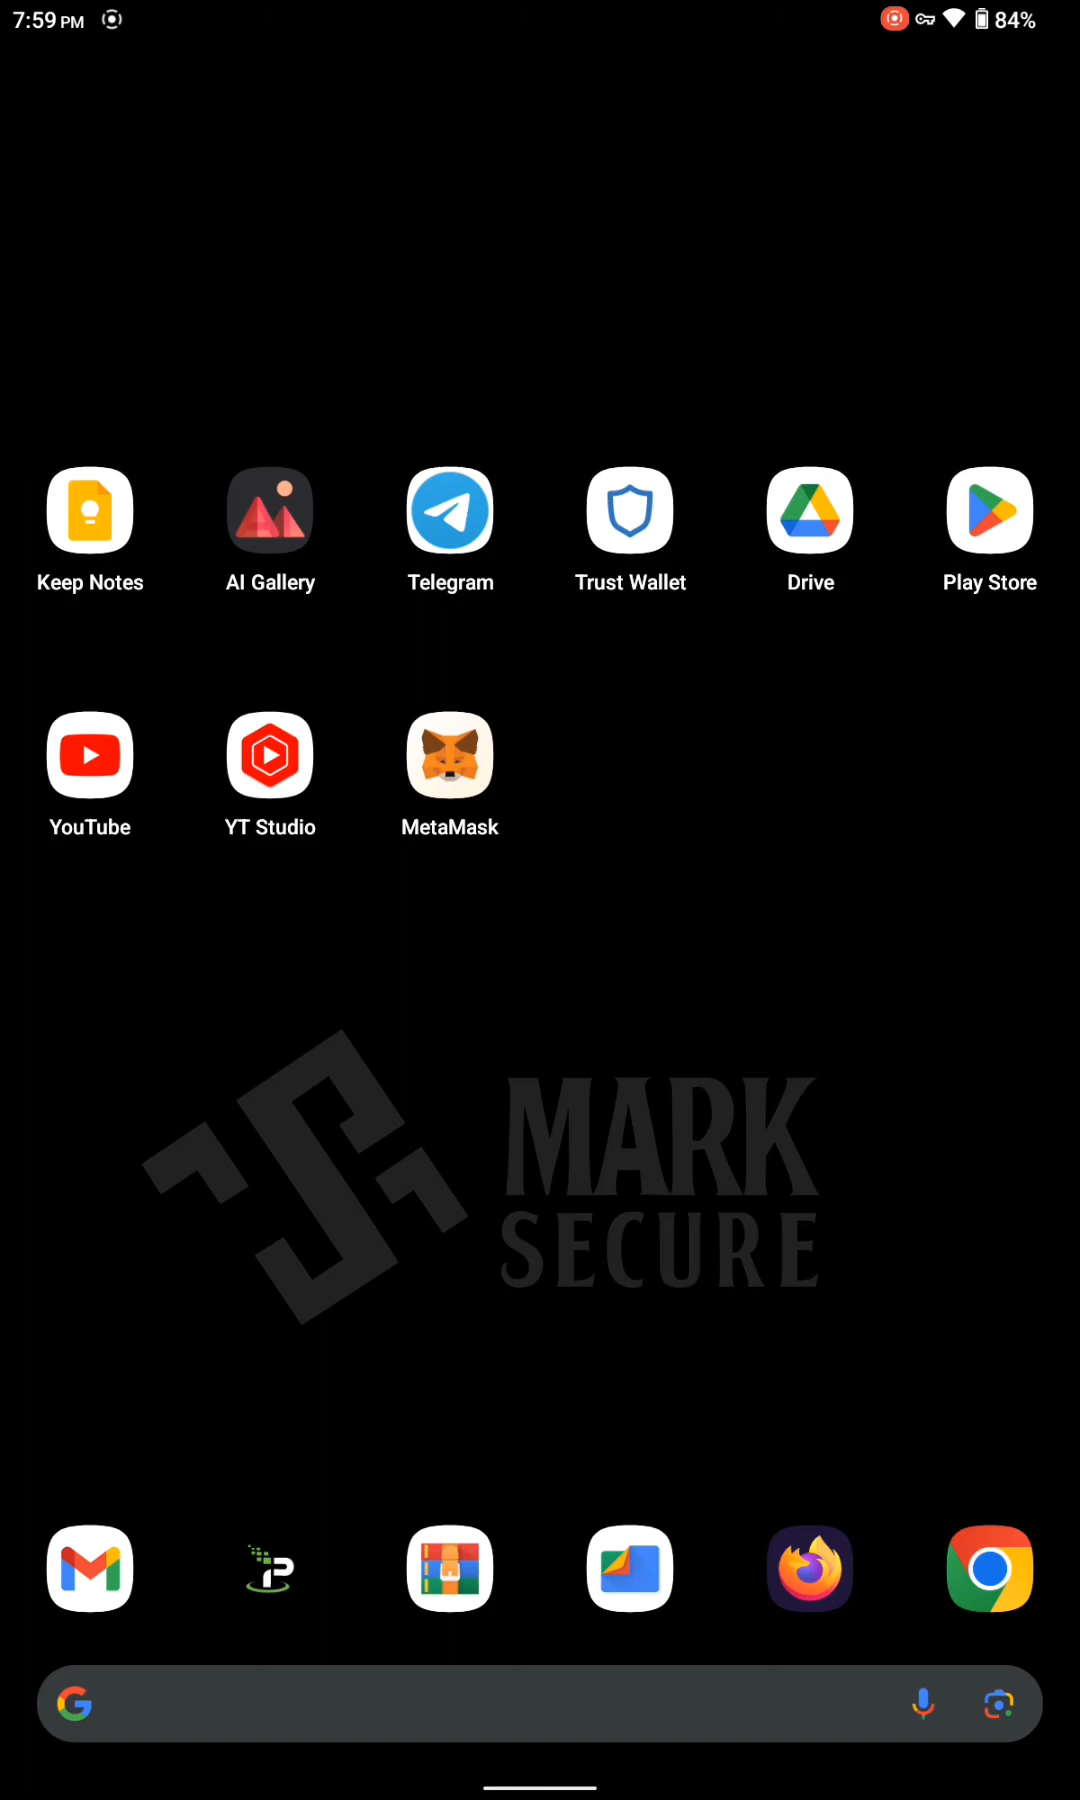 7:59 PM 84%
Keep Notes AI Gallery Telegram Trust Wallet Drive Play Store
YouTube YT Studio MetaMask
MARK
SECURE